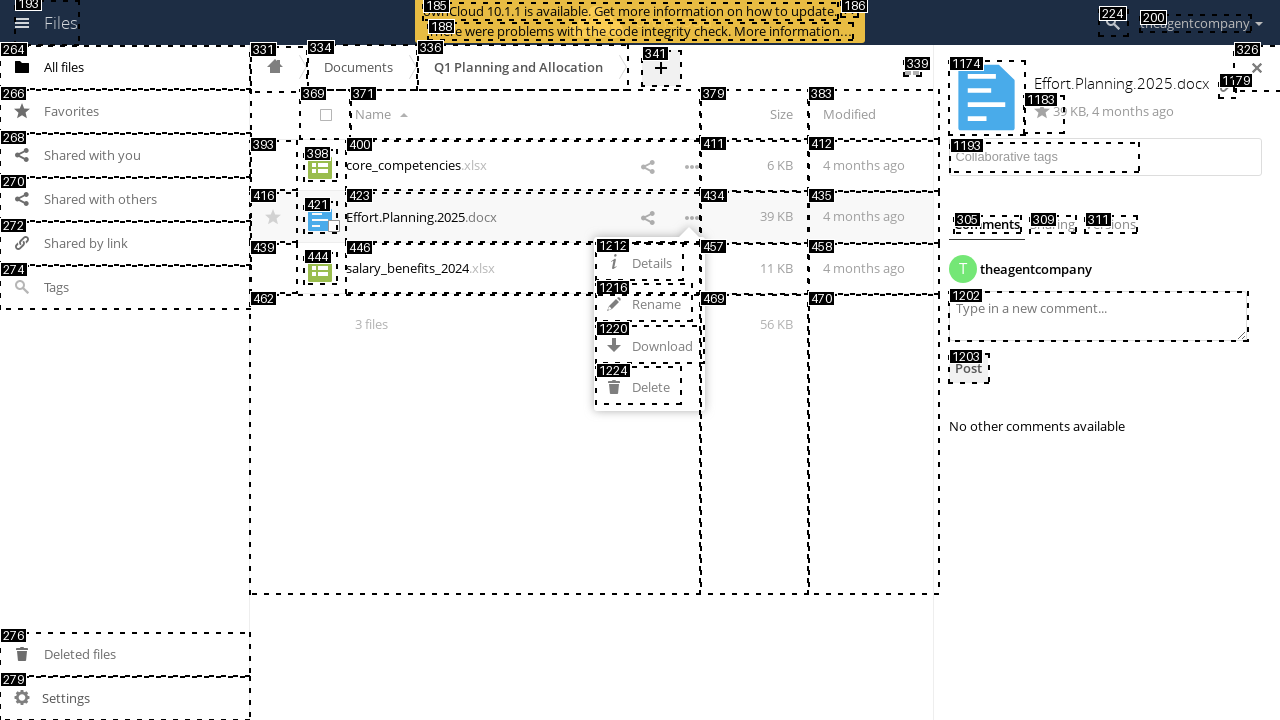 193
Files
185
ownCloud 10.1.1 is available. Get more information on how to update.
186
188
There were problems with the code integrity check. More information…
224
200
theagentcompany
264
All files
266
Favorites
268
Shared with you
270
Shared with others
272
Shared by link
274
Tags
276
Deleted files
279
Settings
331
334
Documents
336
Q1 Planning and Allocation
341
+
339
369
371
Name
379
Size
383
Modified
393
398
400
core_competencies.xlsx
411
6 KB
412
4 months ago
416
421
423
Effort.Planning.2025.docx
434
39 KB
435
4 months ago
439
444
446
salary_benefits_2024.xlsx
457
11 KB
458
4 months ago
462
3 files
469
56 KB
470
1212
Details
1216
Rename
1220
Download
1224
Delete
326
1174
Effort.Planning.2025.docx
1179
1183
39 KB, 4 months ago
1193
Collaborative tags
305
Comments
309
Sharing
311
Versions
T
theagentcompany
1202
Type in a new comment...
1203
Post
No other comments available